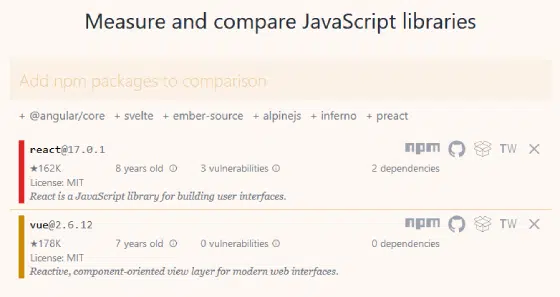 Measure and compare JavaScript libraries
Add npm packages to comparison
+ @angular/core + svelte + ember-source + alpinejs + inferno + preact
react@17.0.1 npm TW
★162K 8 years old 3 vulnerabilities 2 dependencies
License: MIT
React is a JavaScript library for building user interfaces.
vue@2.6.12 npm TW
★178K 7 years old 0 vulnerabilities 0 dependencies
License: MIT
Reactive, component-oriented view layer for modern web interfaces.